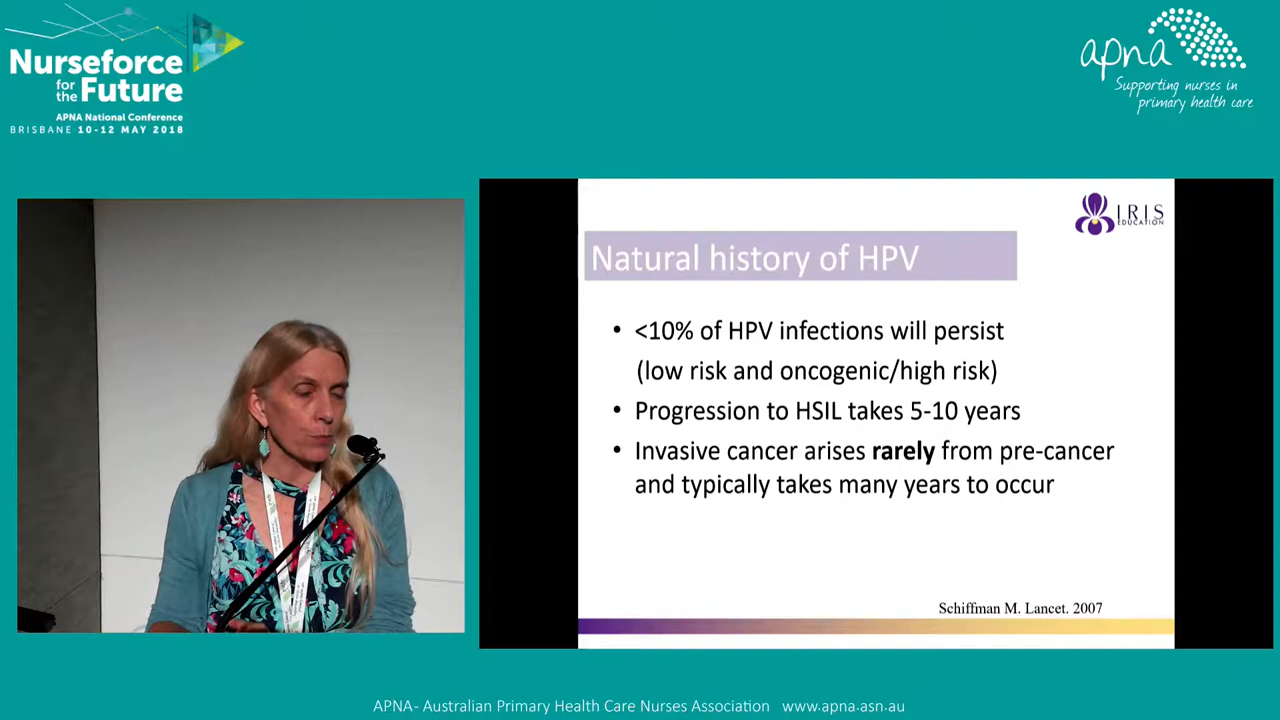 Nurseforce
for
the Future
APNA National Conference
BRISBANE 10-12 MAY 2018
apna
Supporting nurses in
primary health care
IRIS
EDUCATION
Natural history of HPV
• <10% of HPV infections will persist
(low risk and oncogenic/high risk)
• Progression to HSIL takes 5-10 years
• Invasive cancer arises rarely from pre-cancer
and typically takes many years to occur
Schiffman M. Lancet. 2007
APNA- Australian Primary Health Care Nurses Association www.apna.asn.au